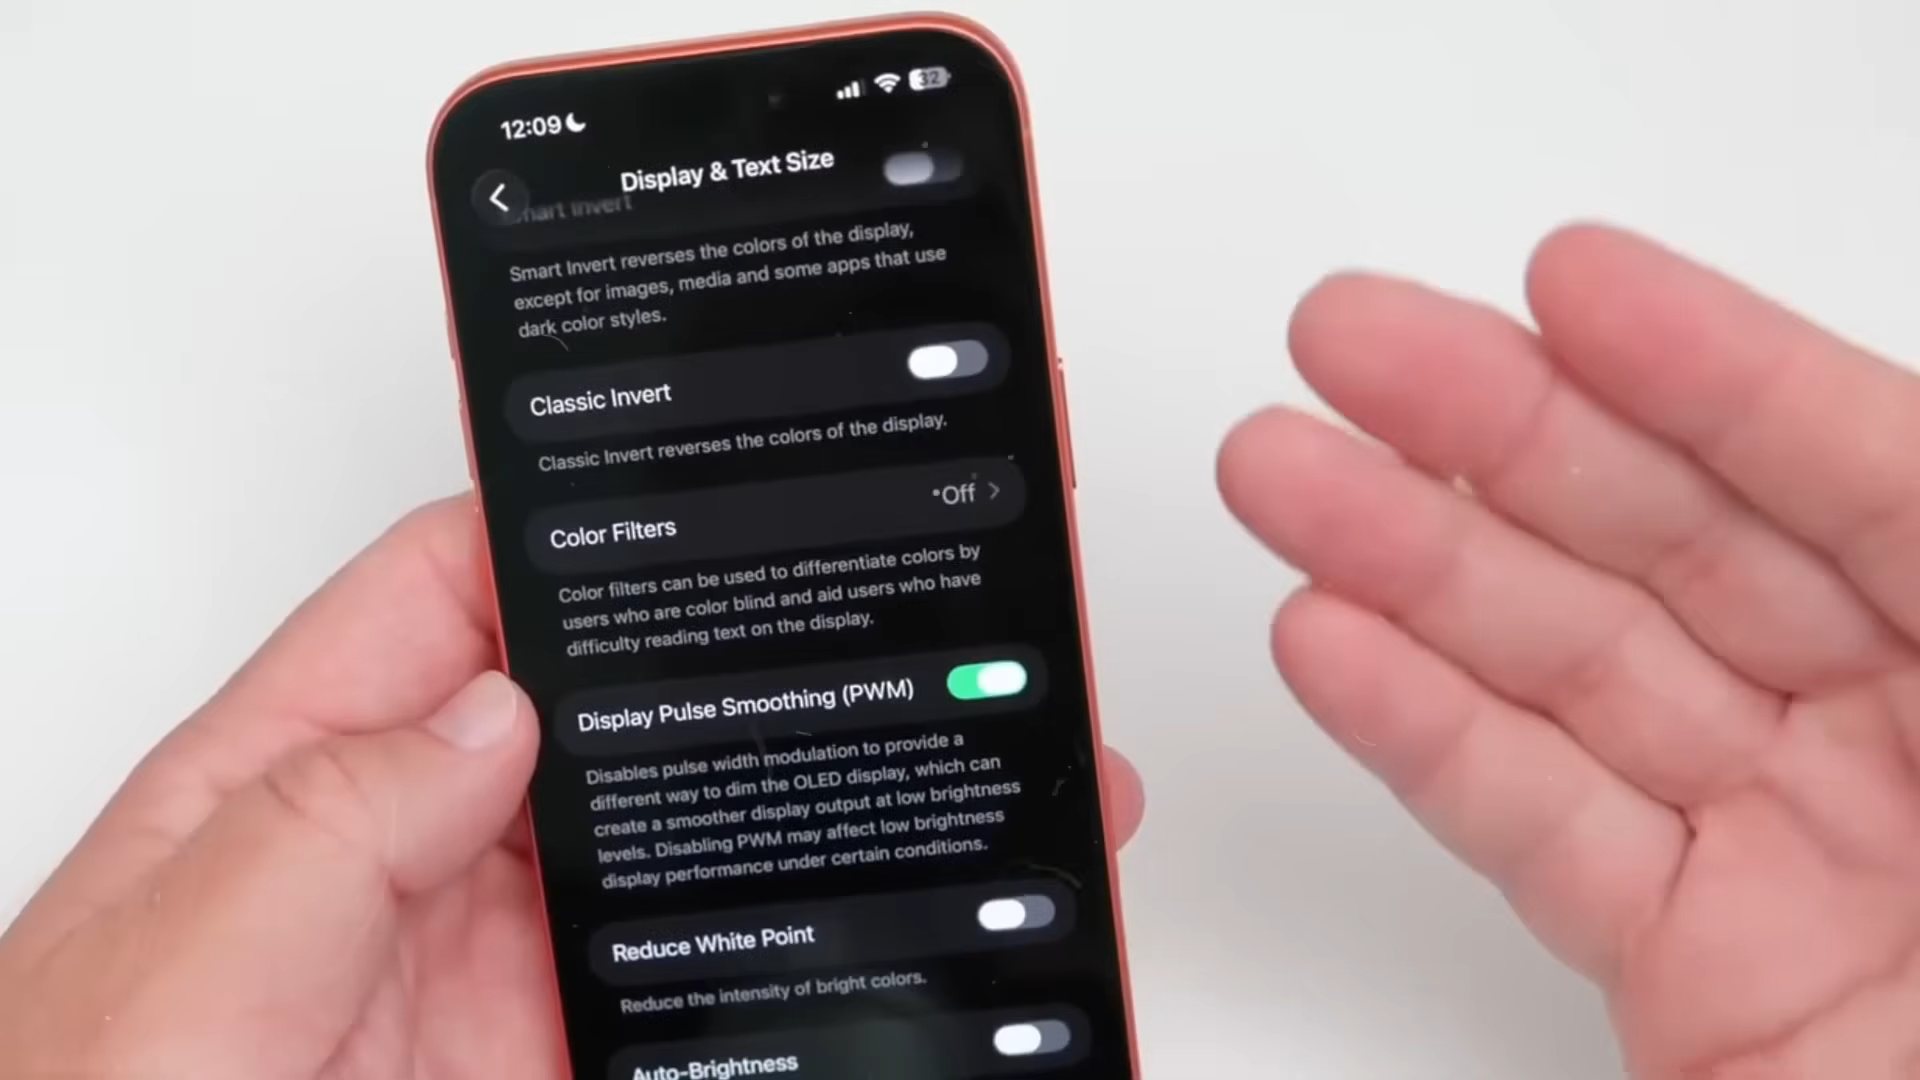 12:09
32
Display & Text Size
Smart Invert
Smart Invert reverses the colors of the display,
except for images, media and some apps that use
dark color styles.
Classic Invert
Classic Invert reverses the colors of the display.
Color Filters
Off
Color filters can be used to differentiate colors by
users who are color blind and aid users who have
difficulty reading text on the display.
Display Pulse Smoothing (PWM)
Disables pulse width modulation to provide a
different way to dim the OLED display, which can
create a smoother display output at low brightness
levels. Disabling PWM may affect low brightness
display performance under certain conditions.
Reduce White Point
Reduce the intensity of bright colors.
Auto-Brightness